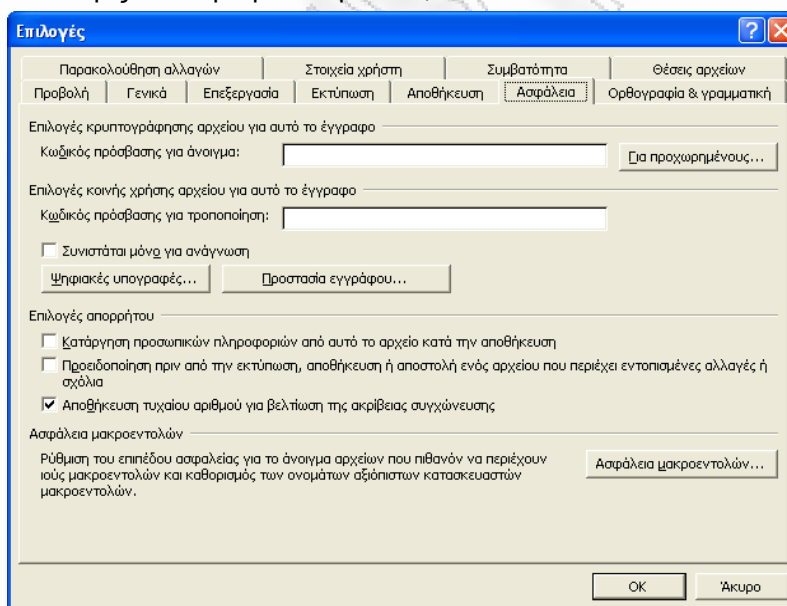 Επιλογές
Παρακολούθηση αλλαγών Στοιχεία χρήστη Συμβατότητα Θέσεις αρχείων
Προβολή Γενικά Επεξεργασία Εκτύπωση Αποθήκευση Ασφάλεια Ορθογραφία & γραμματική
Επιλογές κρυπτογράφησης αρχείου για αυτό το έγγραφο
Κωδικός πρόσβασης για άνοιγμα: Για προχωρημένους...
Επιλογές κοινής χρήσης αρχείου για αυτό το έγγραφο
Κωδικός πρόσβασης για τροποποίηση:
Συνιστάται μόνο για ανάγνωση
Ψηφιακές υπογραφές... Προστασία εγγράφου...
Επιλογές απορρήτου
Κατάργηση προσωπικών πληροφοριών από αυτό το αρχείο κατά την αποθήκευση
Προειδοποίηση πριν από την εκτύπωση, αποθήκευση ή αποστολή ενός αρχείου που περιέχει εντοπισμένες αλλαγές ή
σχόλια
Αποθήκευση τυχαίου αριθμού για βελτίωση της ακρίβειας συγχώνευσης
Ασφάλεια μακροεντολών
Ρύθμιση του επιπέδου ασφαλείας για το άνοιγμα αρχείων που πιθανόν να περιέχουν
ιούς μακροεντολών και καθορισμός των ονομάτων αξιόπιστων κατασκευαστών
μακροεντολών.
Ασφάλεια μακροεντολών...
OK Άκυρο